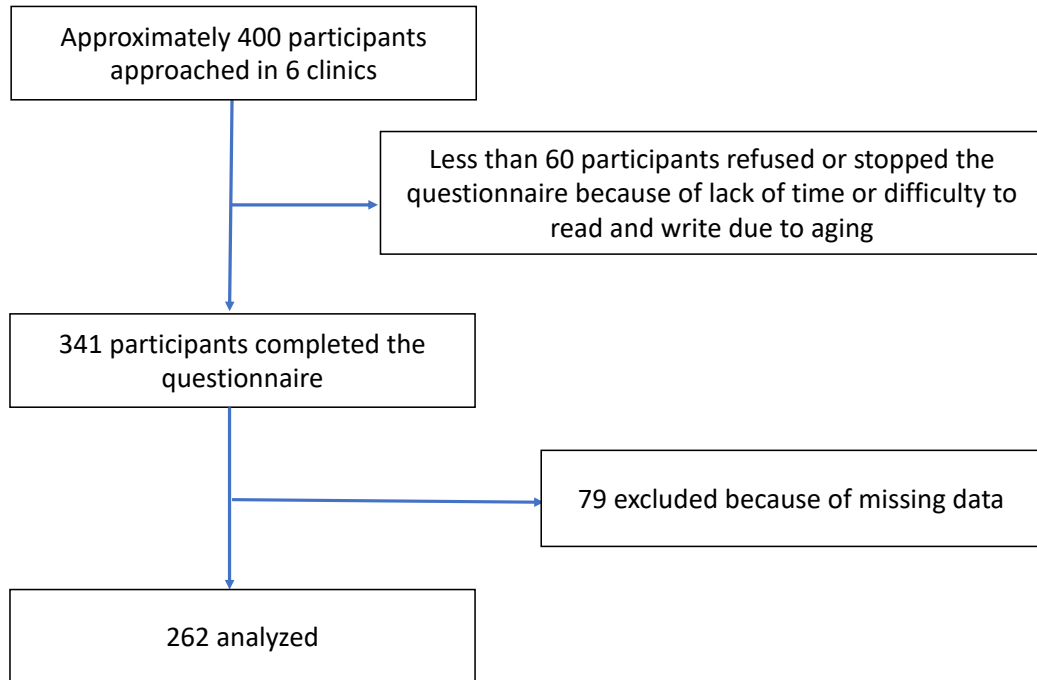 Approximately 400 participants
approached in 6 clinics
Less than 60 participants refused or stopped the
questionnaire because of lack of time or difficulty to
read and write due to aging
341 participants completed the
questionnaire
79 excluded because of missing data
262 analyzed